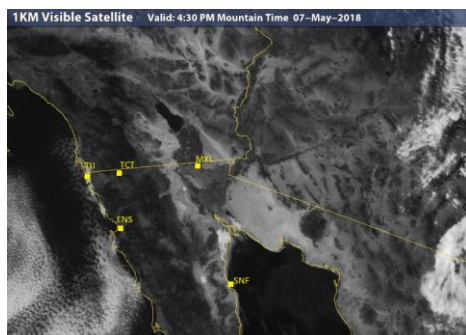 1KM Visible Satellite Valid: 4:30 PM Mountain Time 07-May-2018
TIJ
TCT
MXL
ENS
SNF